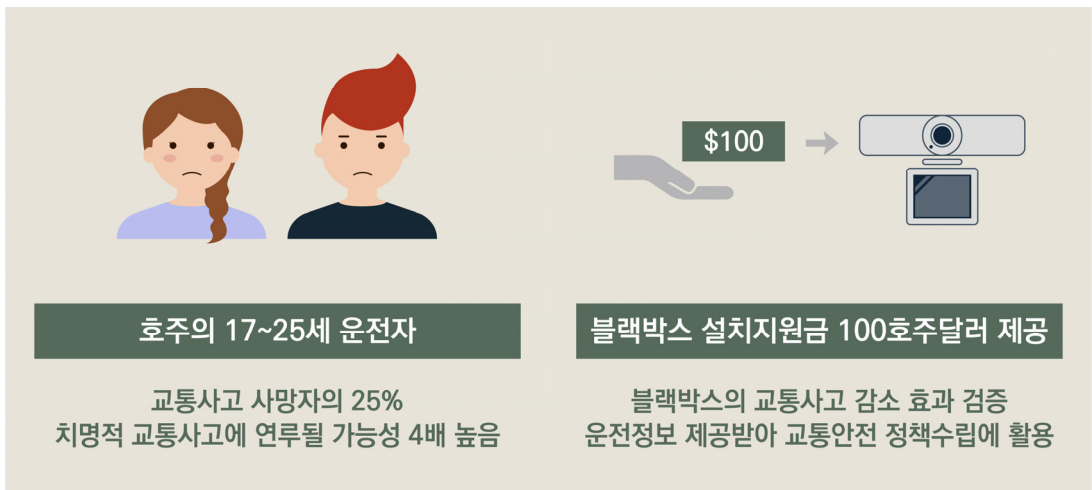 $100
호주의 17~25세 운전자
교통사고 사망자의 25%
치명적 교통사고에 연루될 가능성 4배 높음
블랙박스 설치지원금 100호주달러 제공
블랙박스의 교통사고 감소 효과 검증
운전정보 제공받아 교통안전 정책수립에 활용